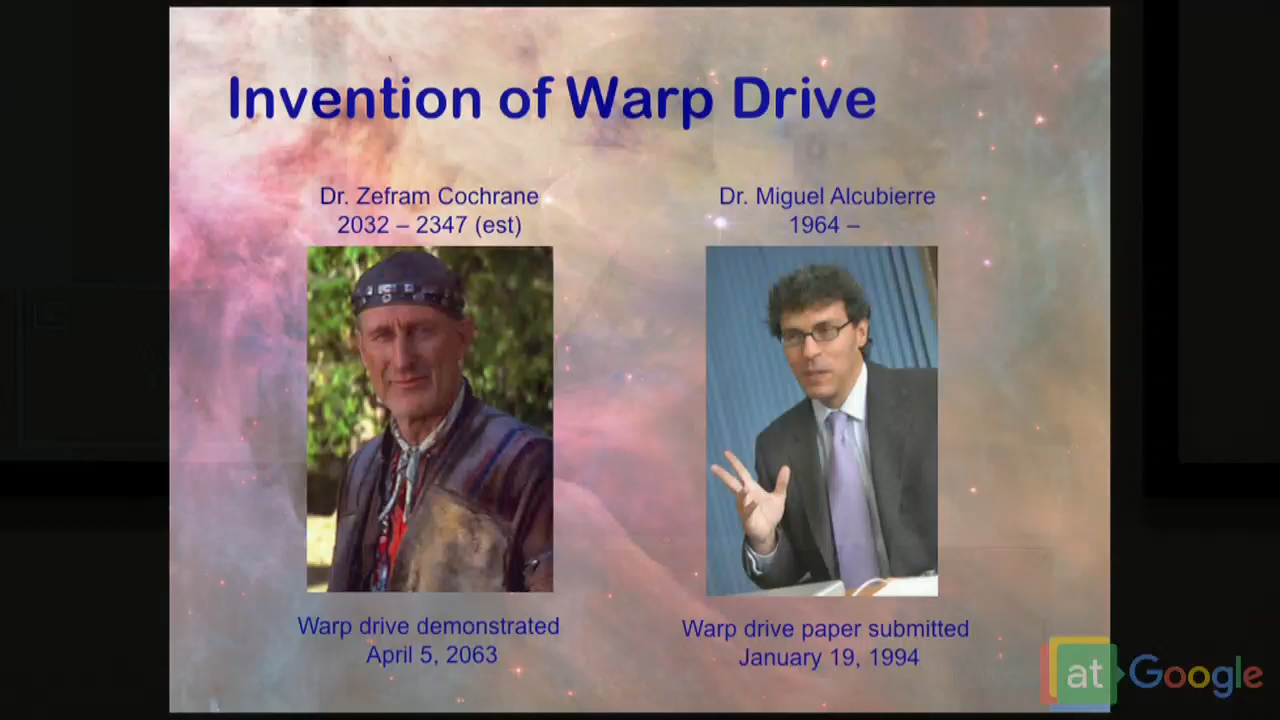 Invention of Warp Drive
Dr. Zefram Cochrane
2032 – 2347 (est)
Dr. Miguel Alcubierre
1964 –
Warp drive demonstrated
April 5, 2063
Warp drive paper submitted
January 19, 1994
at Google